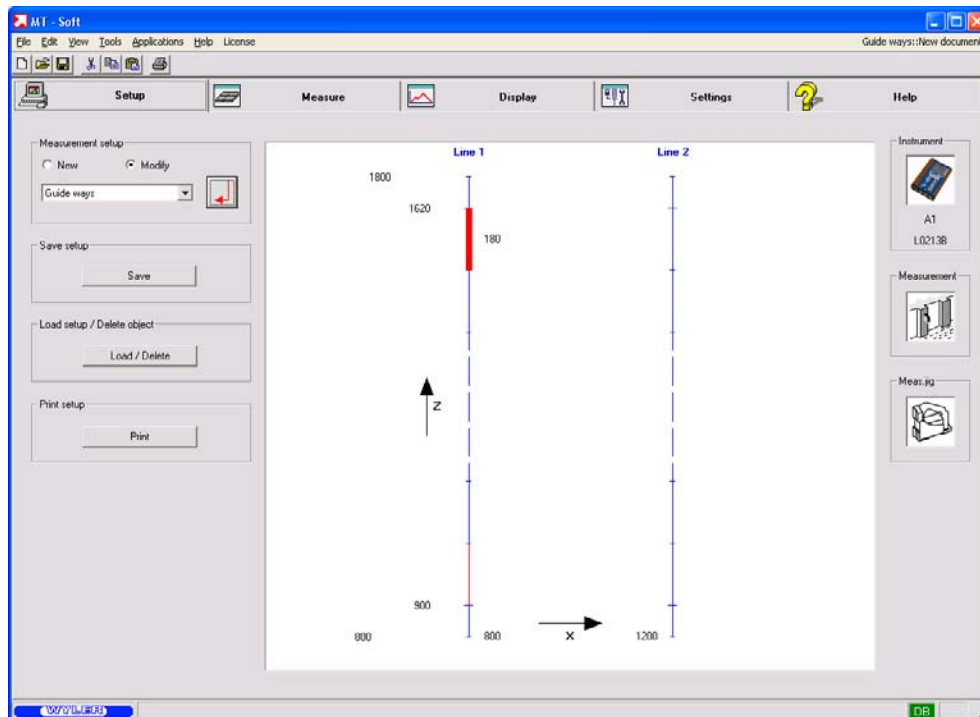 MT - Soft
File Edit View Tools Applications Help License
Guide ways::New document
Setup
Measure
Display
Settings
Help
Measurement setup
New
Modify
Guide ways
Save setup
Save
Load setup / Delete object
Load / Delete
Print setup
Print
Line 1
Line 2
1800
1620
180
Z
900
800
800
X
1200
Instrument
A1
L0213B
Measurement
Meas.jig
WYLER
DB